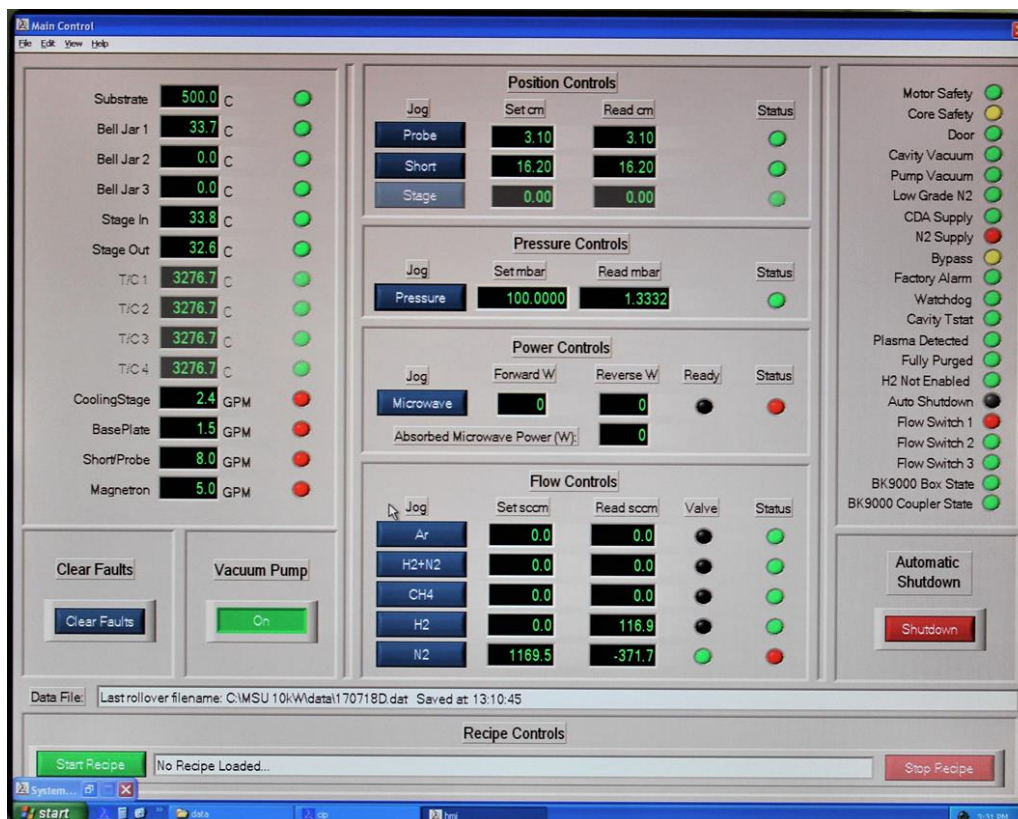 Main Control
File Edit View Help
Substrate 500.0 C
Bell Jar 1 33.7 C
Bell Jar 2 0.0 C
Bell Jar 3 0.0 C
Stage In 33.8 C
Stage Out 32.6 C
T/C 1 3276.7 C
T/C 2 3276.7 C
T/C 3 3276.7 C
T/C 4 3276.7 C
CoolingStage 2.4 GPM
BasePlate 1.5 GPM
Short/Probe 8.0 GPM
Magnetron 5.0 GPM
Clear Faults
Clear Faults
Vacuum Pump
On
Position Controls
Jog Set cm Read cm Status
Probe 3.10 3.10
Short 16.20 16.20
Stage 0.00 0.00
Pressure Controls
Jog Set mbar Read mbar Status
Pressure 100.0000 1.3332
Power Controls
Jog Forward W Reverse W Ready Status
Microwave 0 0
Absorbed Microwave Power (W): 0
Flow Controls
Jog Set sccm Read sccm Valve Status
Ar 0.0 0.0
H2+N2 0.0 0.0
CH4 0.0 0.0
H2 0.0 116.9
N2 1169.5 -371.7
Motor Safety
Core Safety
Door
Cavity Vacuum
Pump Vacuum
Low Grade N2
CDA Supply
N2 Supply
Bypass
Factory Alarm
Watchdog
Cavity Tstat
Plasma Detected
Fully Purged
H2 Not Enabled
Auto Shutdown
Flow Switch 1
Flow Switch 2
Flow Switch 3
BK9000 Box State
BK9000 Coupler State
Automatic
Shutdown
Shutdown
Data File: Last rollover filename: C:\MSU 10kW\data\170718D.dat Saved at 13:10:45
Recipe Controls
Start Recipe No Recipe Loaded... Stop Recipe
System...
start data cip hmi 3:31 PM